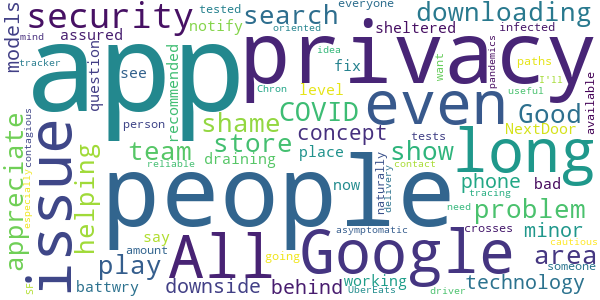 security
tested
everyone
search
sheltered
downloading
models
mind
assured
notify
oriented
infected
tracker
question
see
recommended
idea
Chron
fix
pandemics
want
paths
I'll
useful
available
app
privacy
level
COVID
even
Good
NextDoor
person
shame
concept
tests
appreciate
issue
contagious
especially
helping
team
store
show
long
reliable
draining
place
now
naturally
delivery
contact
phone
bad
tracing
people
need
problem
All
Google
asymptomatic
crosses
minor
say
play
amount
going
working
area
cautious
SF
battwry
downside
behind
UberEats
driver
technology
someone